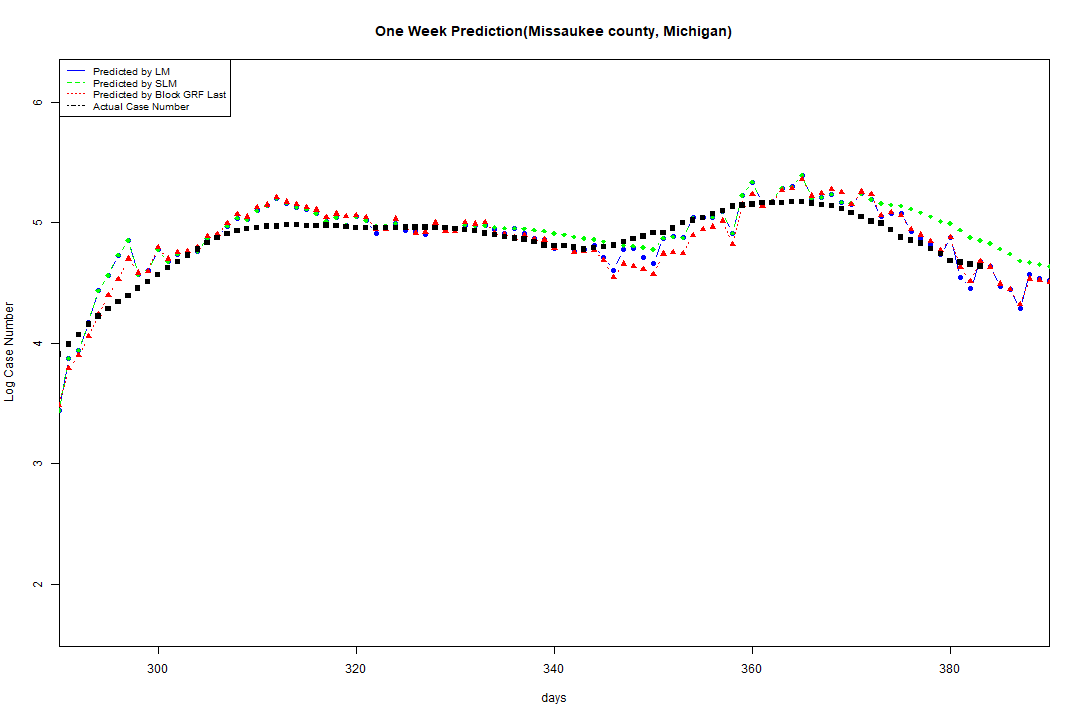 One Week Prediction(Missaukee county, Michigan)
Predicted by LM
Predicted by SLM
Predicted by Block GRF Last
Actual Case Number
6
5
4
3
2
Log Case Number
300 320 340 360 380
days